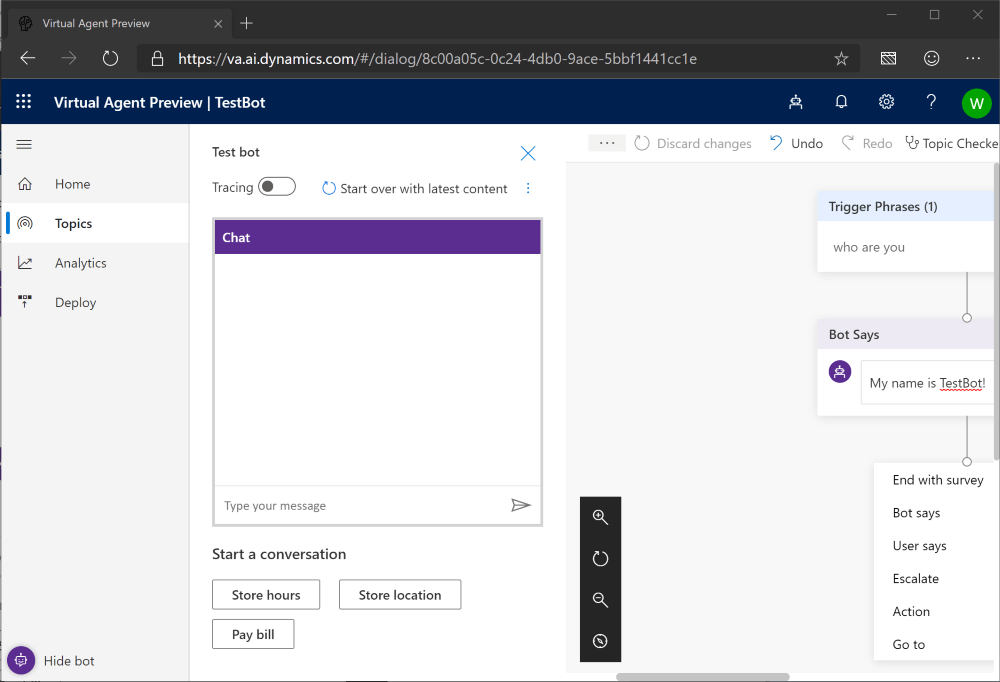 Virtual Agent Preview
https://va.ai.dynamics.com/#/dialog/8c00a05c-0c24-4db0-9ace-5bbf1441cc1e
Virtual Agent Preview | TestBot
?
W
Home
Topics
Analytics
Deploy
Hide bot
Test bot
Tracing
Start over with latest content
Chat
Type your message
Start a conversation
Store hours
Store location
Pay bill
Discard changes
Undo
Redo
Topic Checke
Trigger Phrases (1)
who are you
Bot Says
My name is TestBot!
End with survey
Bot says
User says
Escalate
Action
Go to